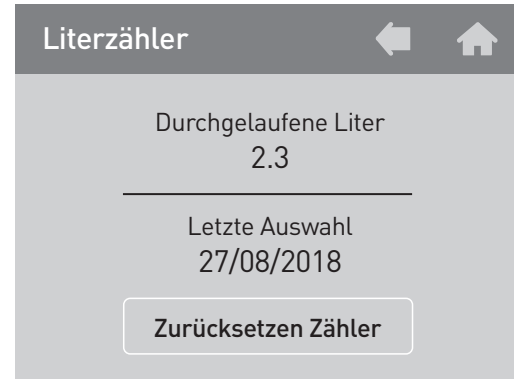 Literzähler
Durchgelaufene Liter
2.3
Letzte Auswahl
27/08/2018
Zurücksetzen Zähler